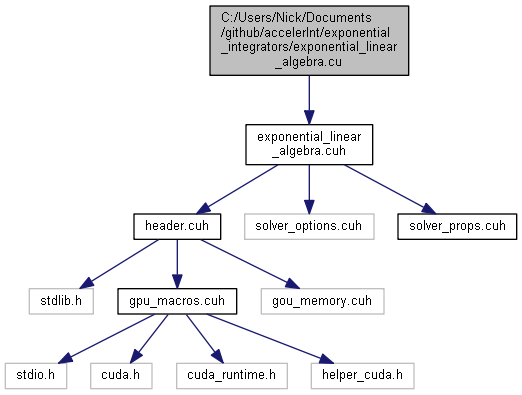 C:/Users/Nick/Documents
/github/accelerInt/exponential
_integrators/exponential_linear
_algebra.cu
exponential_linear
_algebra.cuh
header.cuh
solver_options.cuh
solver_props.cuh
stdlib.h
gpu_macros.cuh
gou_memory.cuh
stdio.h
cuda.h
cuda_runtime.h
helper_cuda.h